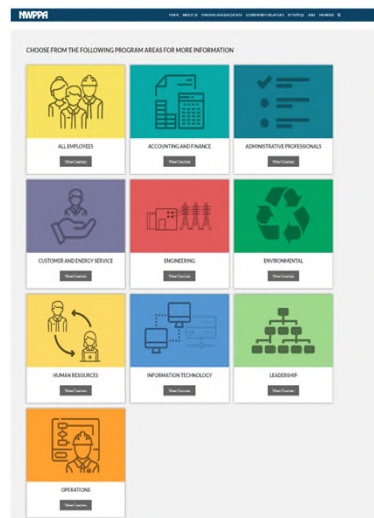 NWPPA
HOME ABOUT US
CHOOSE FROM THE FOLLOWING PROGRAM AREAS FOR MORE INFORMATION
ALL EMPLOYEES
View Courses
ACCOUNTING AND FINANCE
View Courses
ADMINISTRATIVE PROFESSIONALS
View Courses
CUSTOMER AND ENERGY SERVICE
View Courses
ENGINEERING
View Courses
ENVIRONMENTAL
View Courses
HUMAN RESOURCES
View Courses
INFORMATION TECHNOLOGY
View Courses
LEADERSHIP
View Courses
OPERATIONS
View Courses